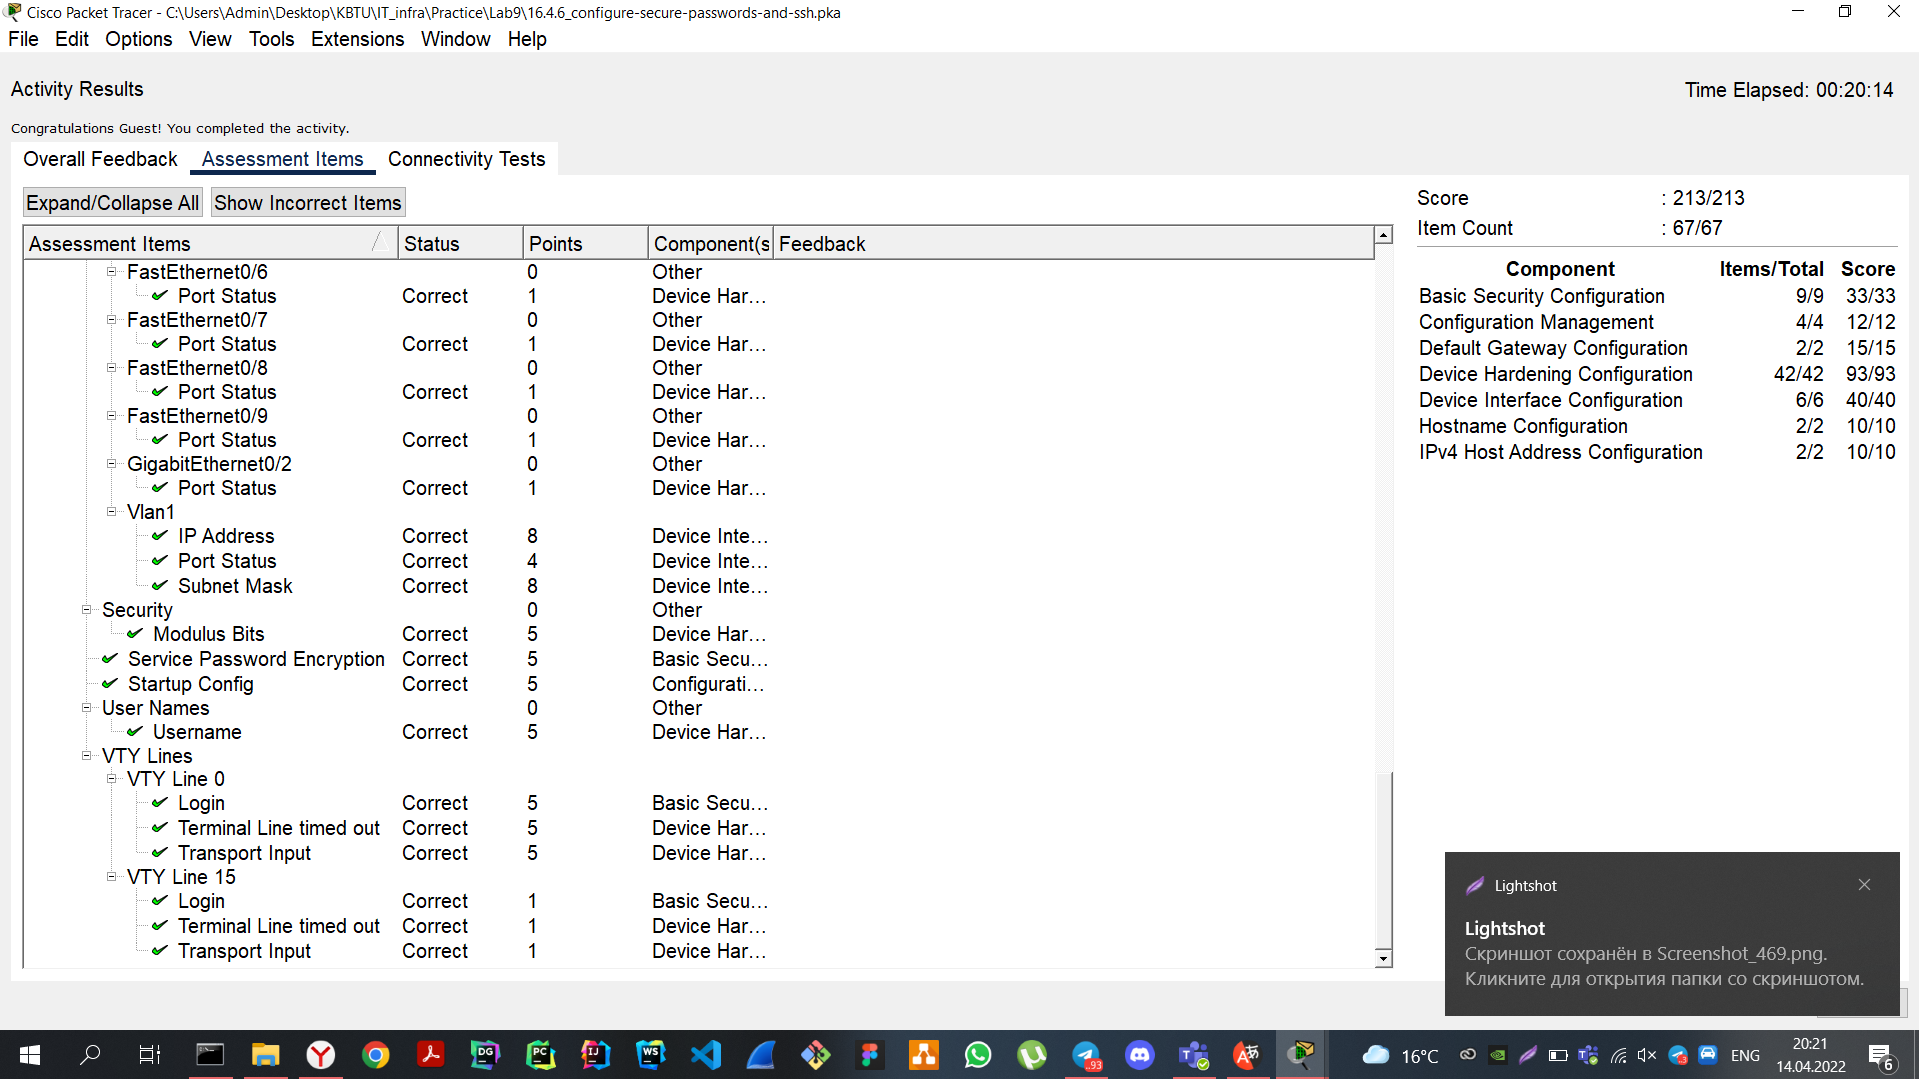 Cisco Packet Tracer - C:\Users\Admin\Desktop\KBTU\IT_infra\Practice\Lab9\16.4.6_configure-secure-passwords-and-ssh.pka
File Edit Options View Tools Extensions Window Help
Activity Results
Time Elapsed: 00:20:14
Congratulations Guest! You completed the activity.
Overall Feedback Assessment Items Connectivity Tests
Expand/Collapse All Show Incorrect Items
Assessment Items Status Points Component(s Feedback
FastEthernet0/6 0 Other
Port Status Correct 1 Device Har...
FastEthernet0/7 0 Other
Port Status Correct 1 Device Har...
FastEthernet0/8 0 Other
Port Status Correct 1 Device Har...
FastEthernet0/9 0 Other
Port Status Correct 1 Device Har...
GigabitEthernet0/2 0 Other
Port Status Correct 1 Device Har...
Vlan1
IP Address Correct 8 Device Inte...
Port Status Correct 4 Device Inte...
Subnet Mask Correct 8 Device Inte...
Security 0 Other
Modulus Bits Correct 5 Device Har...
Service Password Encryption Correct 5 Basic Secu...
Startup Config Correct 5 Configurati...
User Names 0 Other
Username Correct 5 Device Har...
VTY Lines
VTY Line 0
Login Correct 5 Basic Secu...
Terminal Line timed out Correct 5 Device Har...
Transport Input Correct 5 Device Har...
VTY Line 15
Login Correct 1 Basic Secu...
Terminal Line timed out Correct 1 Device Har...
Transport Input Correct 1 Device Har...
Score : 213/213
Item Count : 67/67
Component Items/Total Score
Basic Security Configuration 9/9 33/33
Configuration Management 4/4 12/12
Default Gateway Configuration 2/2 15/15
Device Hardening Configuration 42/42 93/93
Device Interface Configuration 6/6 40/40
Hostname Configuration 2/2 10/10
IPv4 Host Address Configuration 2/2 10/10
Lightshot
Lightshot
Скриншот сохранён в Screenshot_469.png.
Кликните для открытия папки со скриншотом.
DG PC IJ WS
93
16°C
ENG
20:21
14.04.2022
6